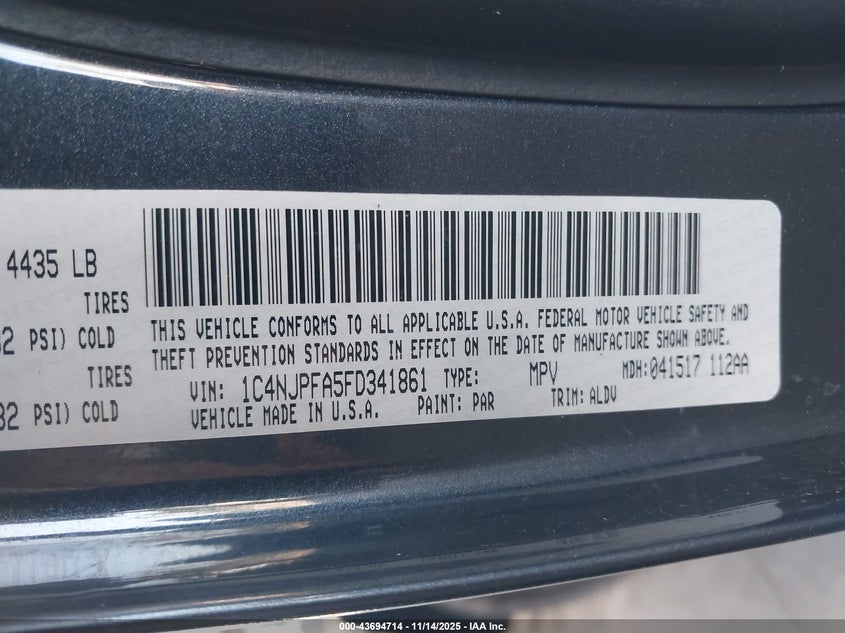 4435 LB
TIRES
PSI) COLD
TIRES
PSI) COLD
THIS VEHICLE CONFORMS TO ALL APPLICABLE U.S.A. FEDERAL MOTOR VEHICLE SAFETY AND
THEFT PREVENTION STANDARDS IN EFFECT ON THE DATE OF MANUFACTURE SHOWN ABOVE.
VIN: 1C4NJPFA5FD341861 TYPE: MPV MDH:041517 112AA
VEHICLE MADE IN U.S.A. PAINT: PAR TRIM: ALDV
000-43694714 - 11/14/2025 - IAA Inc.